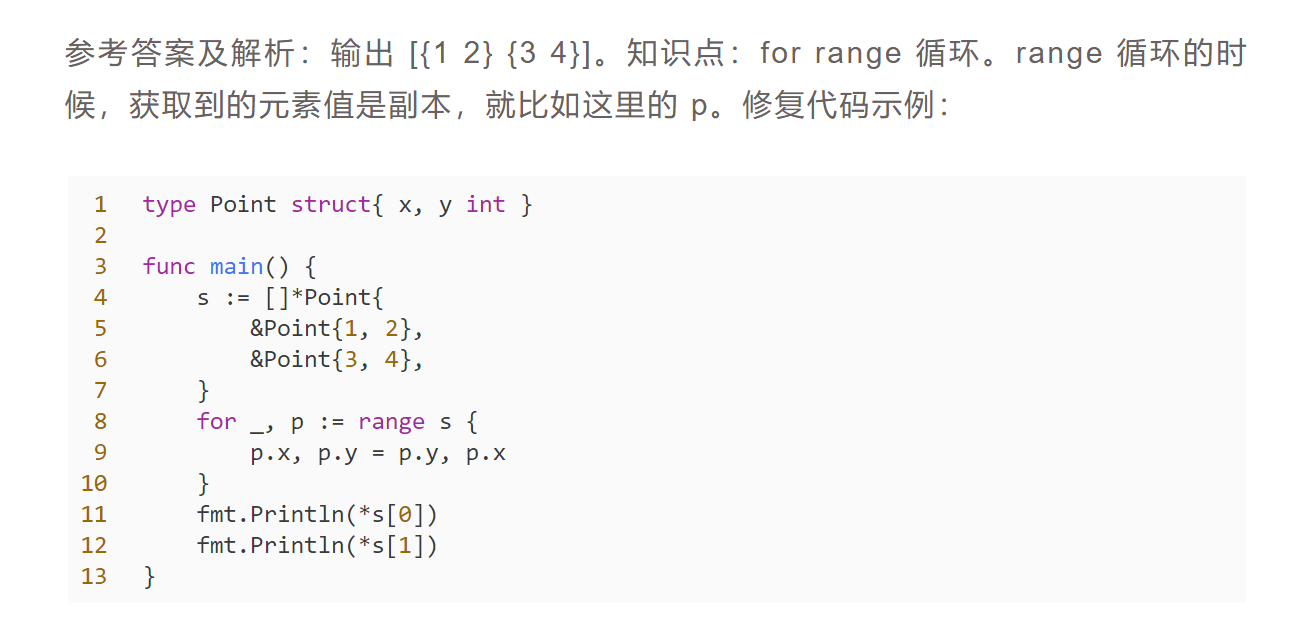 参考答案及解析：输出 [{1 2} {3 4}]。知识点：for range 循环。range 循环的时
候，获取到的元素值是副本，就比如这里的 p。修复代码示例：
1 type Point struct{ x, y int }
2
3 func main() {
4     s := []*Point{
5         &Point{1, 2},
6         &Point{3, 4},
7     }
8     for _, p := range s {
9         p.x, p.y = p.y, p.x
10     }
11     fmt.Println(*s[0])
12     fmt.Println(*s[1])
13 }